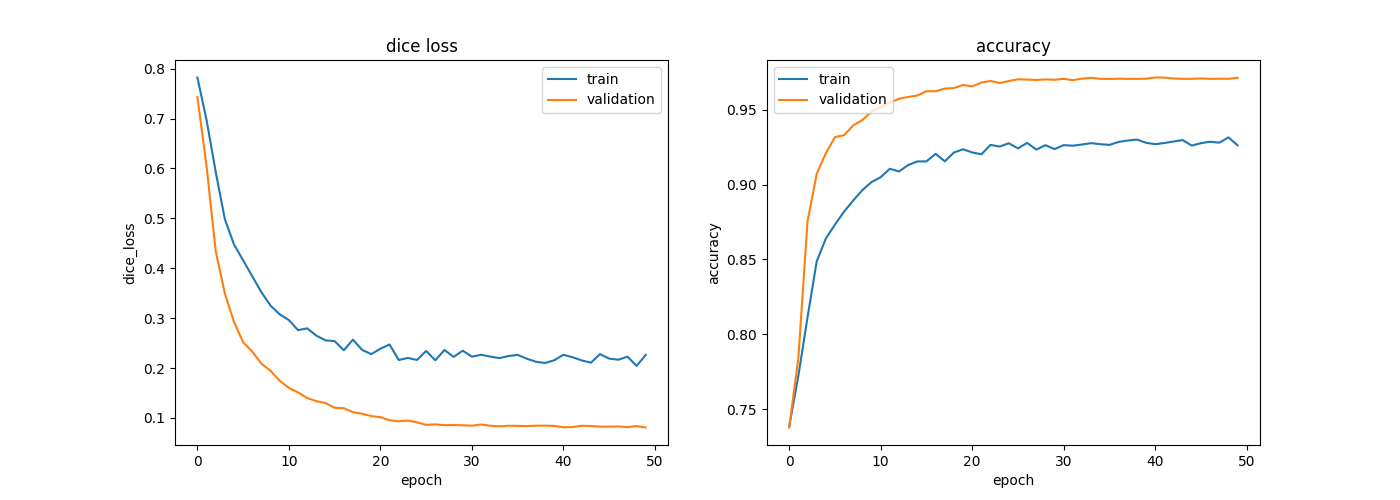 dice loss
train
validation
0.8
0.7
0.6
0.5
0.4
0.3
0.2
0.1
dice_loss
0 10 20 30 40 50
epoch
accuracy
train
validation
0.95
0.90
0.85
0.80
0.75
accuracy
0 10 20 30 40 50
epoch